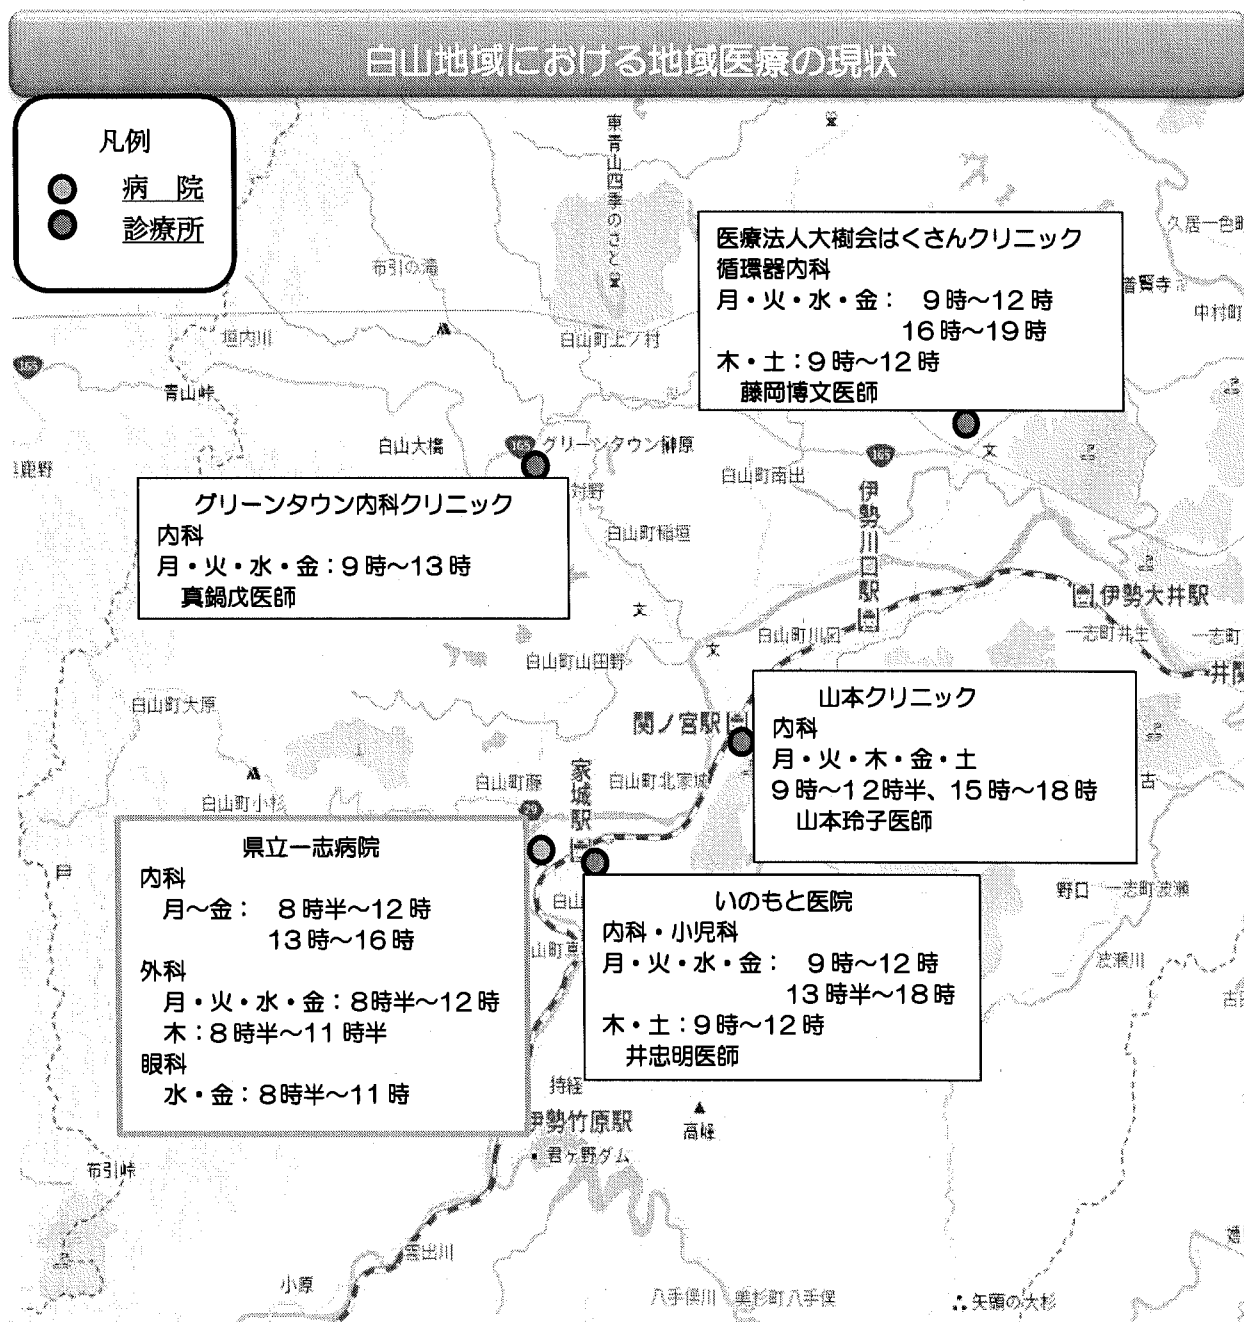 白山地域における地域医療の現状
凡例
病 院
診療所
東青山四季のさと
布引の滝
垣内川
青山峠
白山町上ノ村
久居一色町
普賢寺
中村町
医療法人大樹会はくさんクリニック
循環器内科
月・火・水・金： 9時～12時
16時～19時
木・土：9時～12時
藤岡博文医師
白山大橋
165
グリーンタウン榊原
165
白山町南出
対野
白山町稲垣
伊勢川口駅
グリーンタウン内科クリニック
内科
月・火・水・金：9時～13時
真鍋戊医師
文
文
文
伊勢大井駅
白山町川口
一志町井生
一志町
井関
白山町山田野
白山町大原
関ノ宮駅
山本クリニック
内科
月・火・木・金・土
9時～12時半、15時～18時
山本玲子医師
白山町藤
家城駅
白山町北家城
白山町小杉
県立一志病院
内科
月～金： 8時半～12時
13時～16時
外科
月・火・水・金：8時半～12時
木：8時半～11時半
眼科
水・金：8時半～11時
いのもと医院
内科・小児科
月・火・水・金： 9時～12時
13時半～18時
木・土：9時～12時
井忠明医師
野口
一志町波瀬
波瀬川
持経
伊勢竹原駅
高峰
君ヶ野ダム
布引峠
雲出川
小原
八手俣川
美杉町八手俣
矢頭の大杉